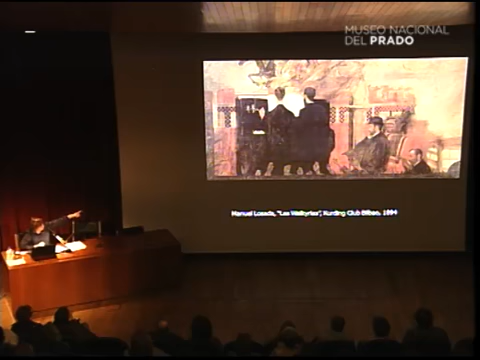 MUSEO NACIONAL
DEL PRADO
Manuel Losada, "Las Walkyrias", Kurding Club Bilbao, 1894